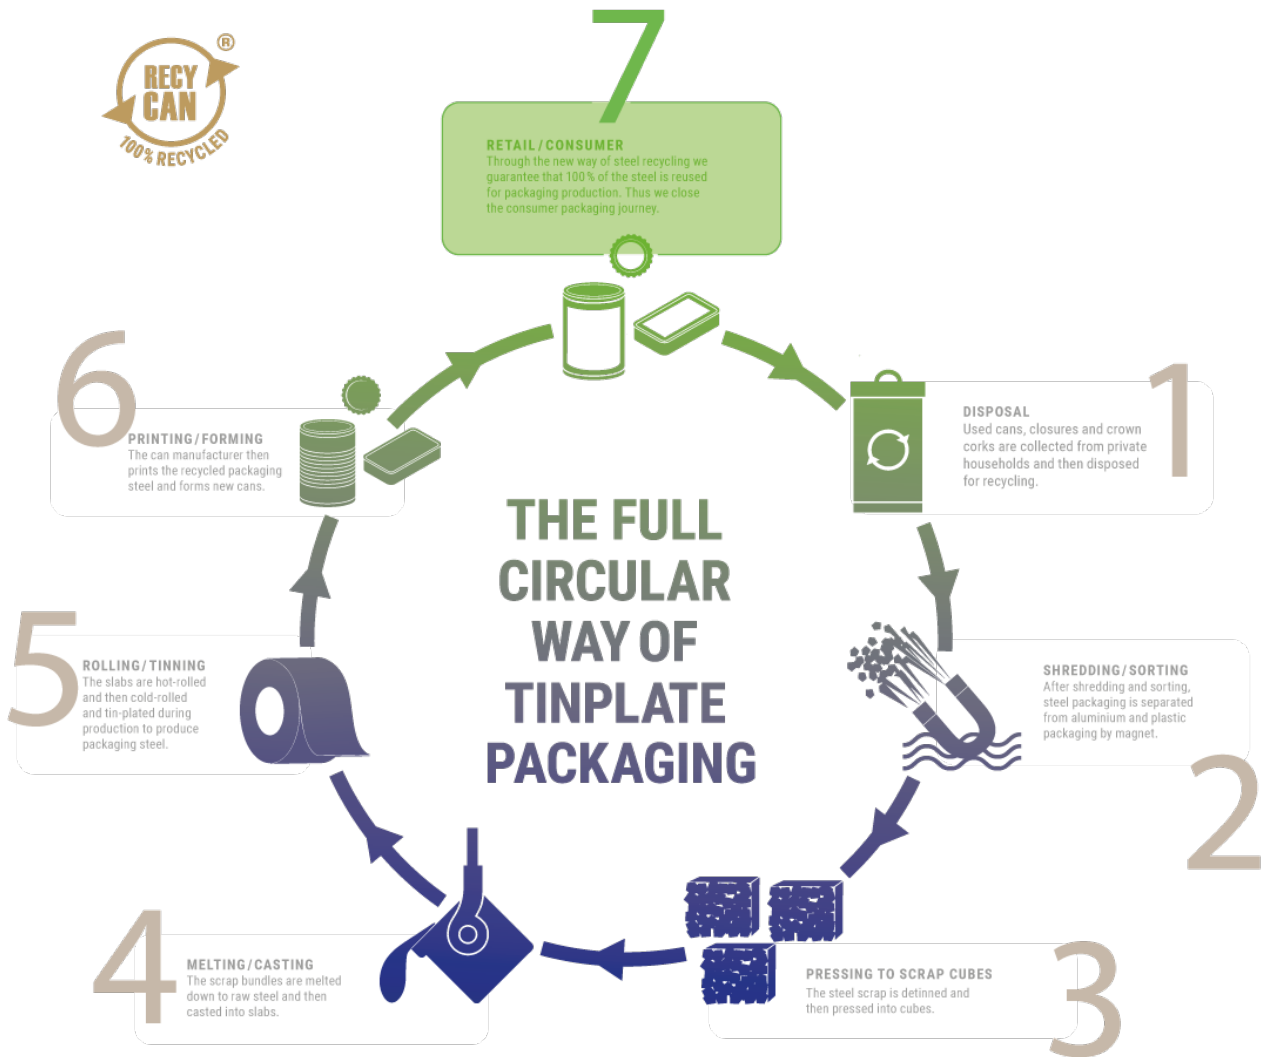 RECY
CAN
®
100% RECYCLED
7
RETAIL/CONSUMER
Through the new way of steel recycling we
guarantee that 100% of the steel is reused
for packaging production. Thus we close
the consumer packaging journey.
1
DISPOSAL
Used cans, closures and crown
corks are collected from private
households and then disposed
for recycling.
2
SHREDDING/SORTING
After shredding and sorting,
steel packaging is separated
from aluminium and plastic
packaging by magnet.
3
PRESSING TO SCRAP CUBES
The steel scrap is detinned and
then pressed into cubes.
4
MELTING/CASTING
The scrap bundles are melted
down to raw steel and then
casted into slabs.
5
ROLLING/TINNING
The slabs are hot-rolled
and then cold-rolled
and tin-plated during
production to produce
packaging steel.
6
PRINTING/FORMING
The can manufacturer then
prints the recycled packaging
steel and forms new cans.
THE FULL
CIRCULAR
WAY OF
TINPLATE
PACKAGING